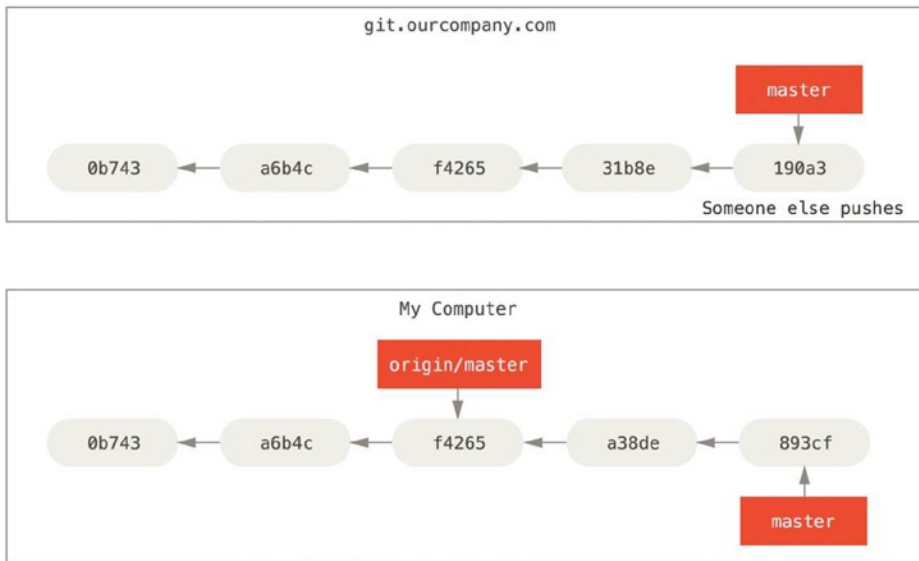 git.ourcompany.com
master
0b743 a6b4c f4265 31b8e 190a3
Someone else pushes
My Computer
origin/master
0b743 a6b4c f4265 a38de 893cf
master